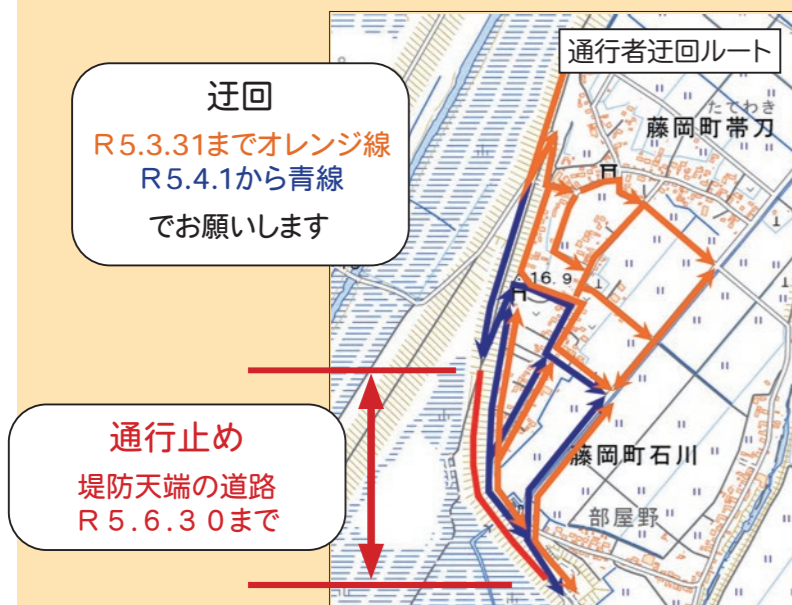 通行者迂回ルート
迂回
R5.3.31までオレンジ線
R5.4.1から青線
でお願いします
たてわき
藤岡町帯刀
16.9
通行止め
堤防天端の道路
R5.6.30まで
藤岡町石川
部屋野